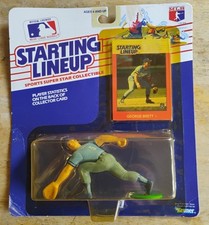 STARTING
LINEUP
SPORTS SUPER STAR COLLECTIBLE
PLAYER STATISTICS
ON THE BACK OF
COLLECTOR CARD
STARTING
LINEUP
GEORGE BRETT